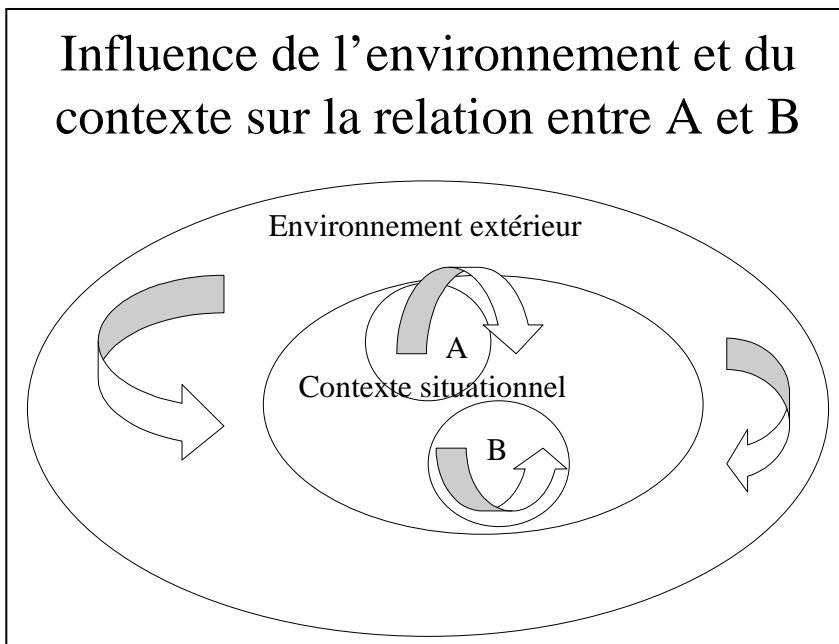 Influence de l’environnement et du
contexte sur la relation entre A et B
Environnement extérieur
A
Contexte situationnel
B